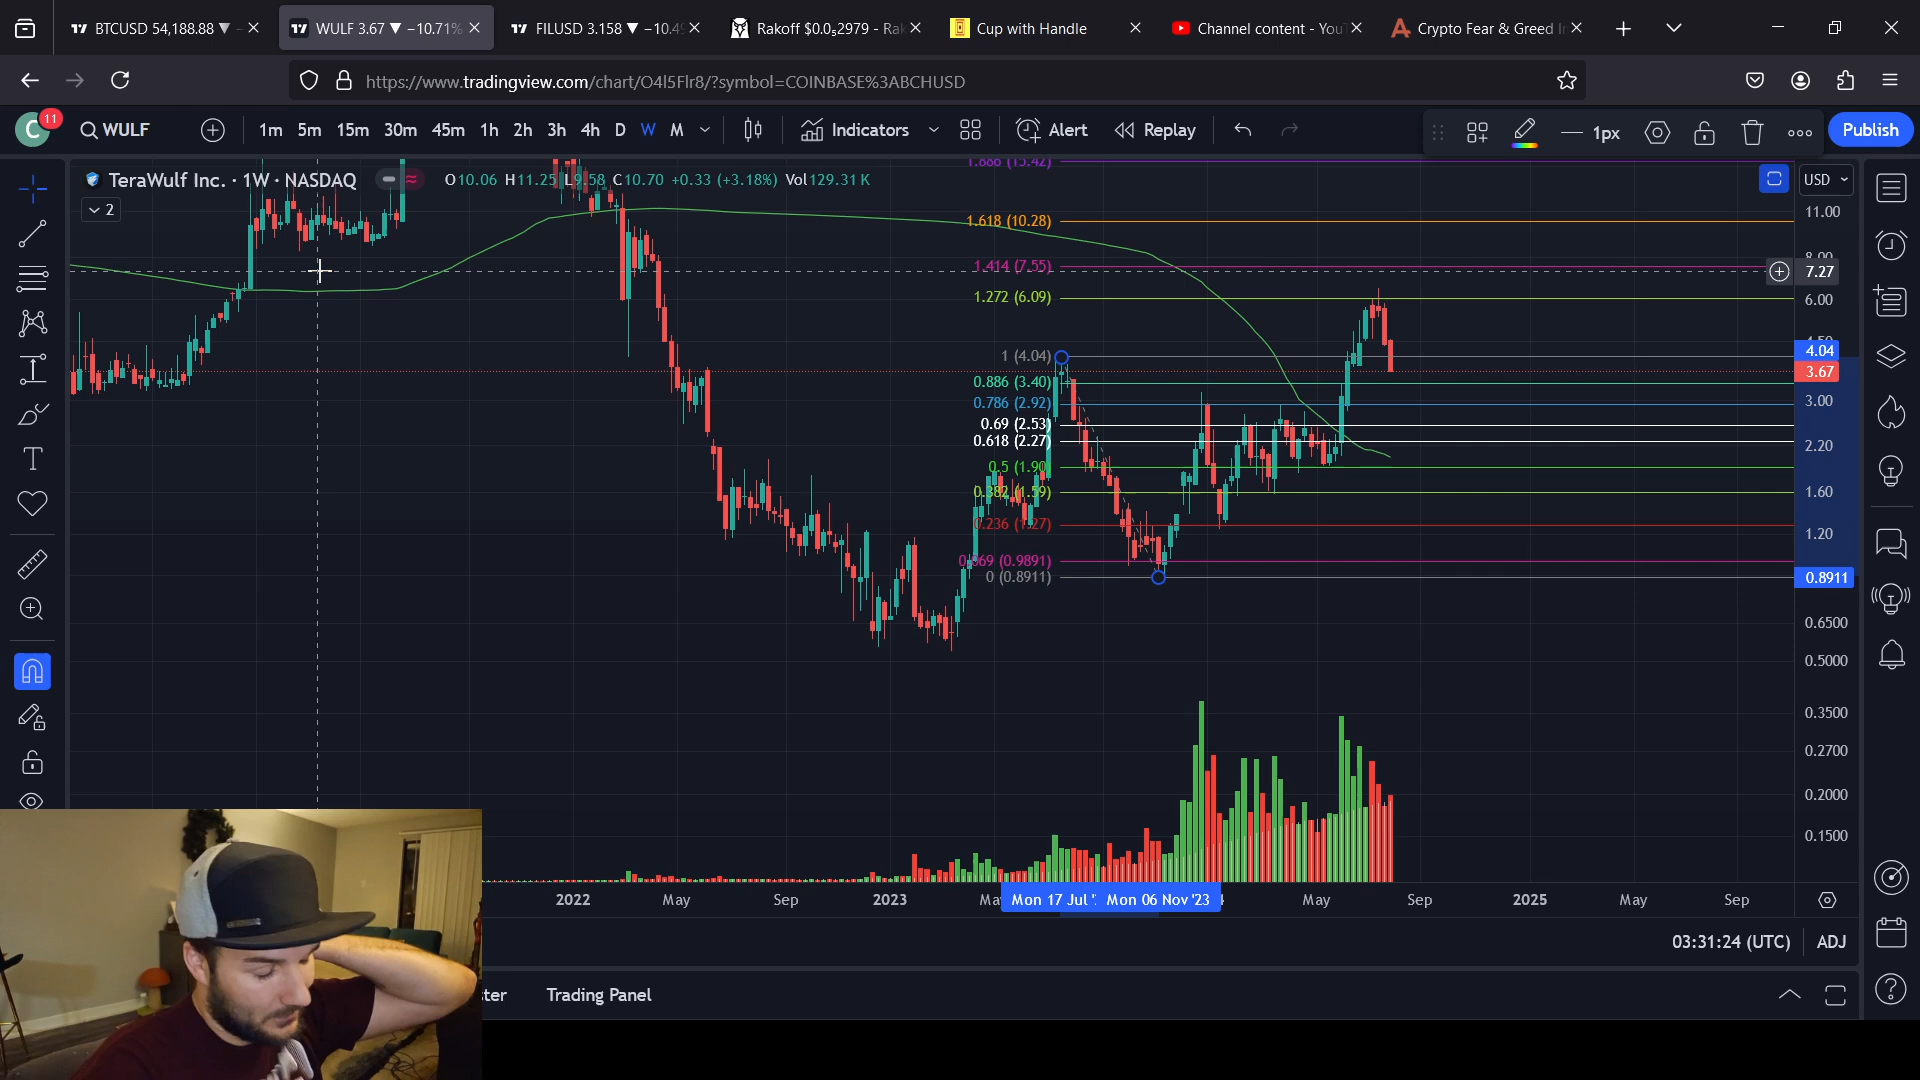 BTCUSD 54,188.88 ▼ -
WULF 3.67 ▼ −10.71%
FILUSD 3.158 ▼ −10.4
Rakoff $0.0₅2979 - Rak
Cup with Handle
Channel content - YouT
Crypto Fear & Greed I
https://www.tradingview.com/chart/O4l5Flr8/?symbol=COINBASE%3ABCHUSD
C
11
WULF
1m 5m 15m 30m 45m 1h 2h 3h 4h D W M
Indicators
Alert
Replay
1px
Publish
TeraWulf Inc. · 1W · NASDAQ
O10.06 H11.25 L9.58 C10.70 +0.33 (+3.18%) Vol129.31 K
2
USD
1.886 (15.42)
1.618 (10.28)
1.414 (7.55)
1.272 (6.09)
1 (4.04)
0.886 (3.40)
0.786 (2.92)
0.69 (2.53)
0.618 (2.27)
0.5 (1.90)
0.382 (1.59)
0.236 (1.27)
0.069 (0.9891)
0 (0.8911)
11.00
8.00
7.27
6.00
4.50
4.04
3.67
3.00
2.20
1.60
1.20
0.8911
0.6500
0.5000
0.3500
0.2700
0.2000
0.1500
2022 May Sep 2023 Ma Mon 17 Jul ' Mon 06 Nov '23 May Sep 2025 May Sep
03:31:24 (UTC) ADJ
ster
Trading Panel